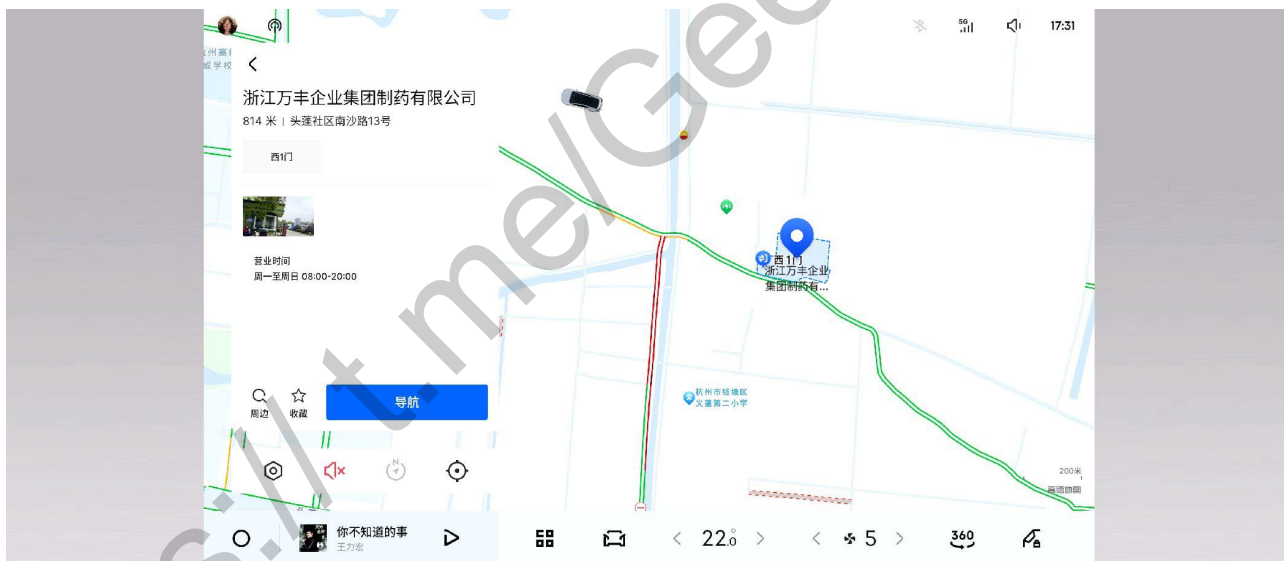 5G
17:31
浙江万丰企业集团制药有限公司
814 米 | 头蓬社区南沙路13号
西1门
营业时间
周一至周日 08:00-20:00
周边
收藏
导航
西1门
浙江万丰企业
集团制药有...
杭州市钱塘区
义蓬第二小学
N
200米
高德地图
你不知道的事
王力宏
22.0
5
360
://t.me/Gee